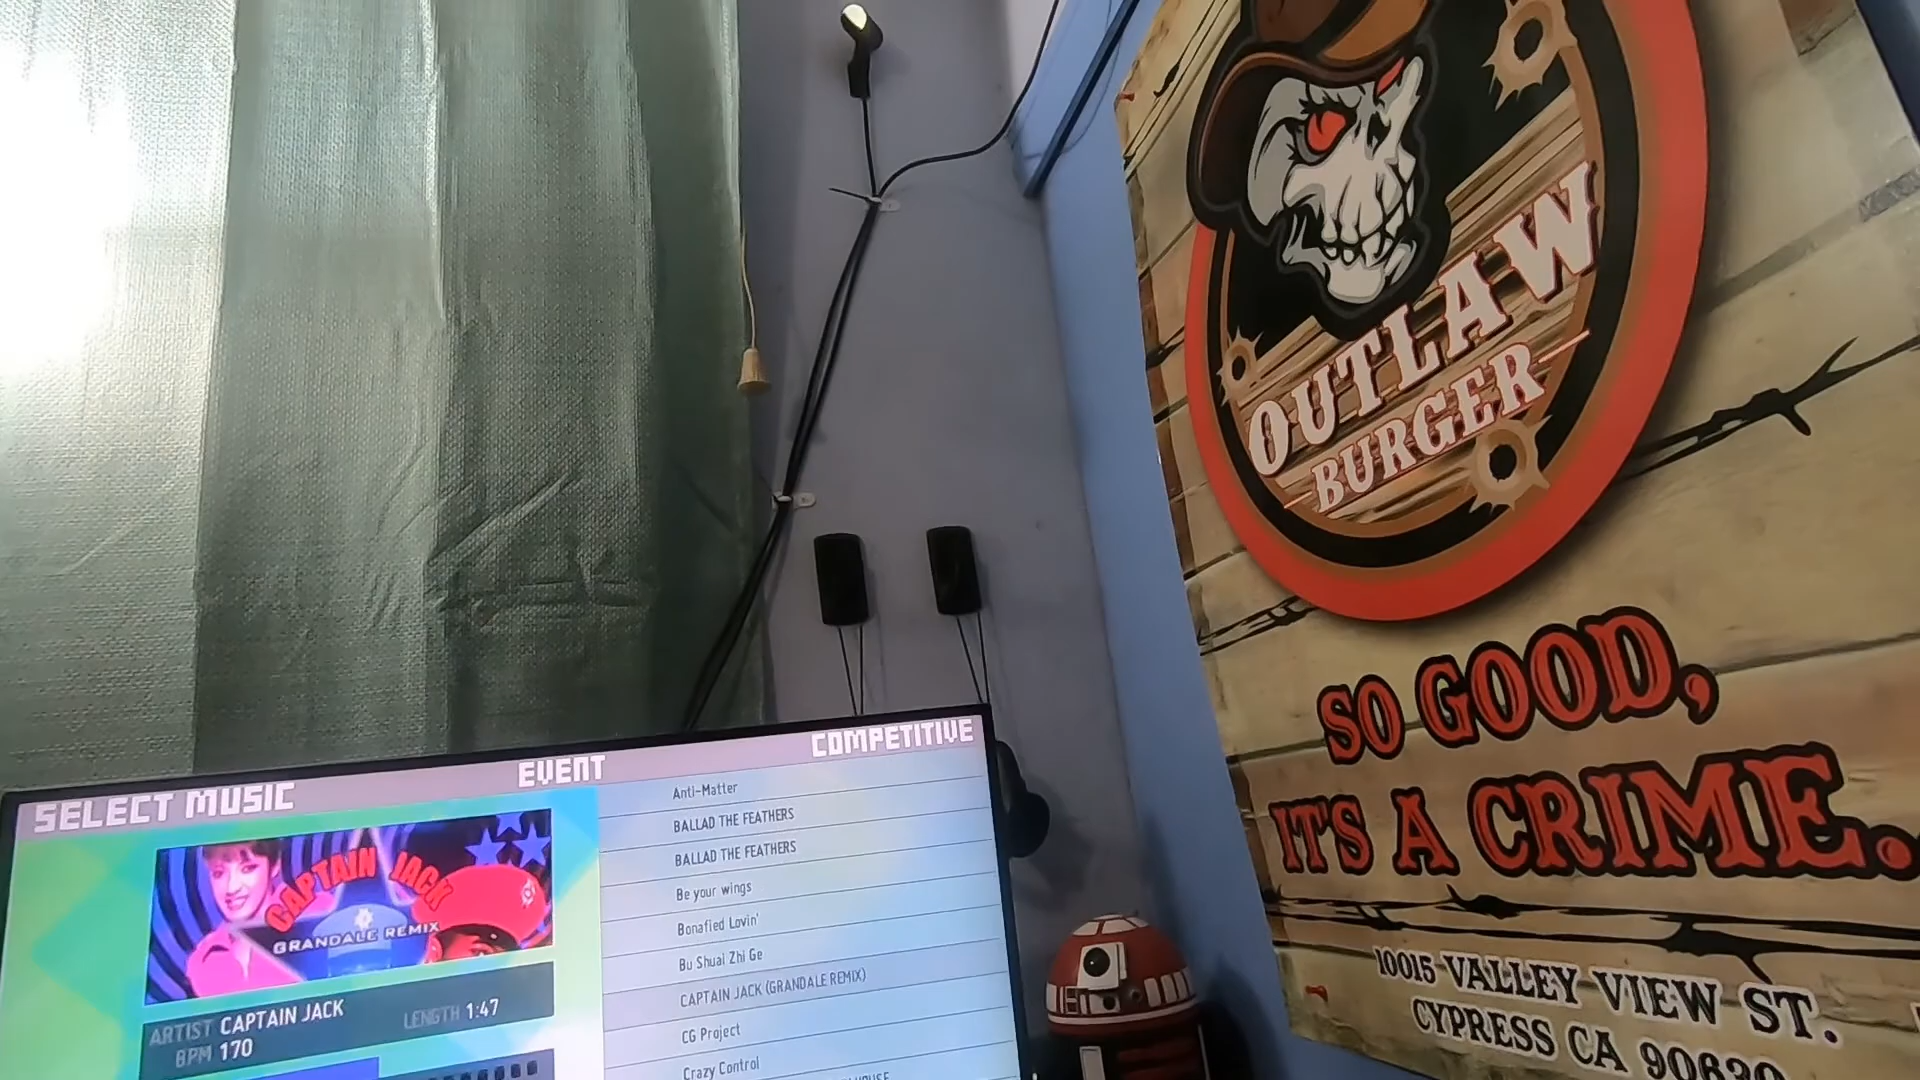 OUTLAW
BURGER
SO GOOD,
IT'S A CRIME.
10015 VALLEY VIEW ST.
CYPRESS CA 90630
SELECT MUSIC
EVENT
COMPETITIVE
CAPTAIN JACK
GRANDALE REMIX
ARTIST CAPTAIN JACK
LENGTH 1:47
BPM 170
Anti-Matter
BALLAD THE FEATHERS
BALLAD THE FEATHERS
Be your wings
Bonafied Lovin'
Bu Shuai Zhi Ge
CAPTAIN JACK (GRANDALE REMIX)
CG Project
Crazy Control